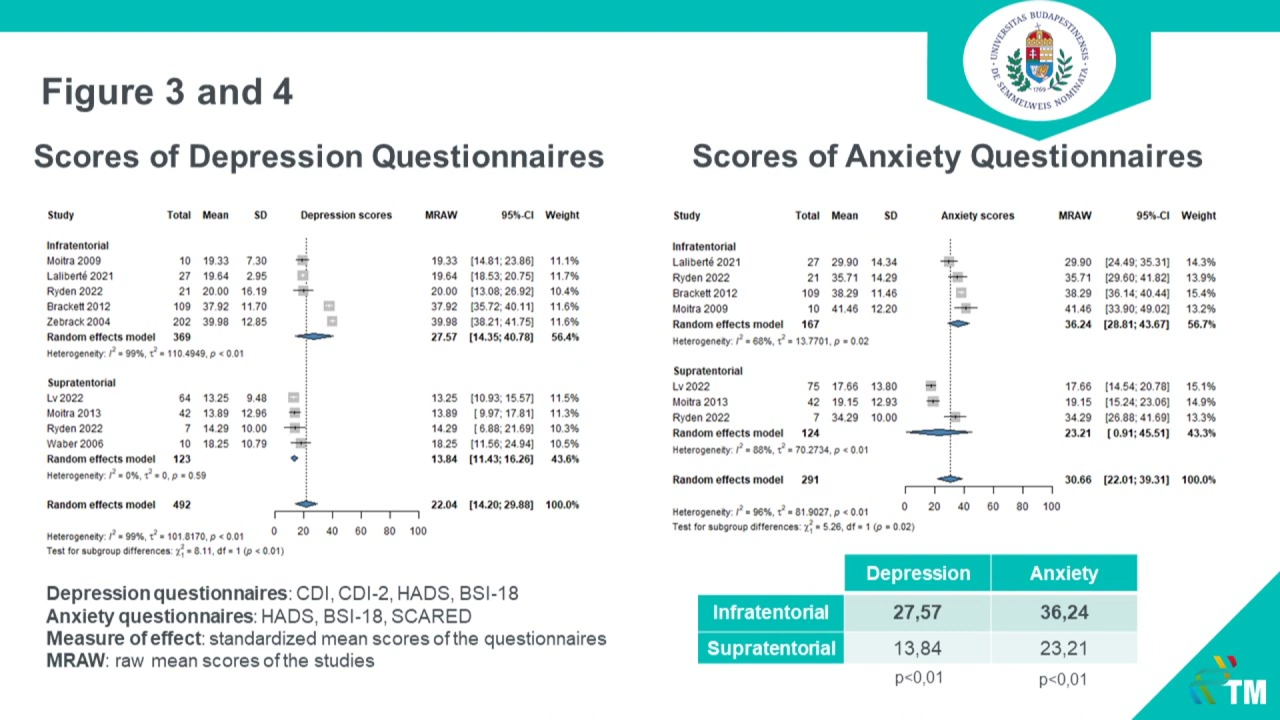 UNIVERSITAS BUDAPESTINENSIS
DE SEMMELWEIS NOMINATA
1769
Figure 3 and 4
Scores of Depression Questionnaires
Study Total Mean SD Depression scores MRAW 95%-CI Weight
Infratentorial
Moitra 2009 10 19.33 7.30 19.33 [14.81; 23.86] 11.1%
Laliberté 2021 27 19.64 2.95 19.64 [18.53; 20.75] 11.7%
Ryden 2022 21 20.00 16.19 20.00 [13.08; 26.92] 10.4%
Brackett 2012 109 37.92 11.70 37.92 [35.72; 40.11] 11.6%
Zebrack 2004 202 39.98 12.85 39.98 [38.21; 41.75] 11.6%
Random effects model 369 27.57 [14.35; 40.78] 56.4%
Heterogeneity: I² = 99%, τ² = 110.4949, p < 0.01
Supratentorial
Lv 2022 64 13.25 9.48 13.25 [10.93; 15.57] 11.5%
Moitra 2013 42 13.89 12.96 13.89 [ 9.97; 17.81] 11.3%
Ryden 2022 7 14.29 10.00 14.29 [ 6.88; 21.69] 10.3%
Waber 2006 10 18.25 10.79 18.25 [11.56; 24.94] 10.5%
Random effects model 123 13.84 [11.43; 16.26] 43.6%
Heterogeneity: I² = 0%, τ² = 0, p = 0.59
Random effects model 492 22.04 [14.20; 29.88] 100.0%
0 20 40 60 80 100
Heterogeneity: I² = 99%, τ² = 101.8170, p < 0.01
Test for subgroup differences: χ₁² = 8.11, df = 1 (p < 0.01)
Scores of Anxiety Questionnaires
Study Total Mean SD Anxiety scores MRAW 95%-CI Weight
Infratentorial
Laliberté 2021 27 29.90 14.34 29.90 [24.49; 35.31] 14.3%
Ryden 2022 21 35.71 14.29 35.71 [29.60; 41.82] 13.9%
Brackett 2012 109 38.29 11.46 38.29 [36.14; 40.44] 15.4%
Moitra 2009 10 41.46 12.20 41.46 [33.90; 49.02] 13.2%
Random effects model 167 36.24 [28.81; 43.67] 56.7%
Heterogeneity: I² = 68%, τ² = 13.7701, p = 0.02
Supratentorial
Lv 2022 75 17.66 13.80 17.66 [14.54; 20.78] 15.1%
Moitra 2013 42 19.15 12.93 19.15 [15.24; 23.06] 14.9%
Ryden 2022 7 34.29 10.00 34.29 [26.88; 41.69] 13.3%
Random effects model 124 23.21 [ 0.91; 45.51] 43.3%
Heterogeneity: I² = 88%, τ² = 70.2734, p < 0.01
Random effects model 291 30.66 [22.01; 39.31] 100.0%
0 20 40 60 80 100
Heterogeneity: I² = 96%, τ² = 81.9027, p < 0.01
Test for subgroup differences: χ₁² = 5.26, df = 1 (p = 0.02)
Depression questionnaires: CDI, CDI-2, HADS, BSI-18
Anxiety questionnaires: HADS, BSI-18, SCARED
Measure of effect: standardized mean scores of the questionnaires
MRAW: raw mean scores of the studies
Depression Anxiety
Infratentorial 27,57 36,24
Supratentorial 13,84 23,21
p<0,01 p<0,01
TM